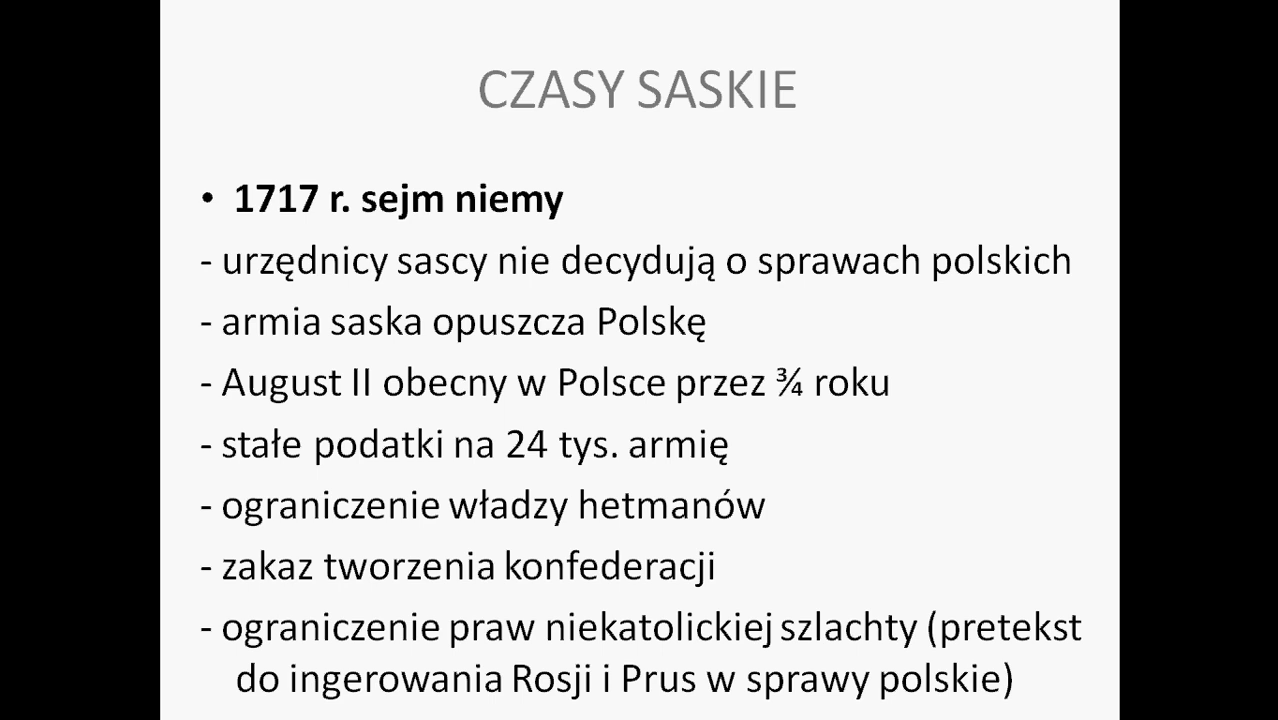 CZASY SASKIE
• 1717 r. sejm niemy
- urzędnicy sascy nie decydują o sprawach polskich
- armia saska opuszcza Polskę
- August II obecny w Polsce przez ¾ roku
- stałe podatki na 24 tys. armię
- ograniczenie władzy hetmanów
- zakaz tworzenia konfederacji
- ograniczenie praw niekatolickiej szlachty (pretekst
do ingerowania Rosji i Prus w sprawy polskie)